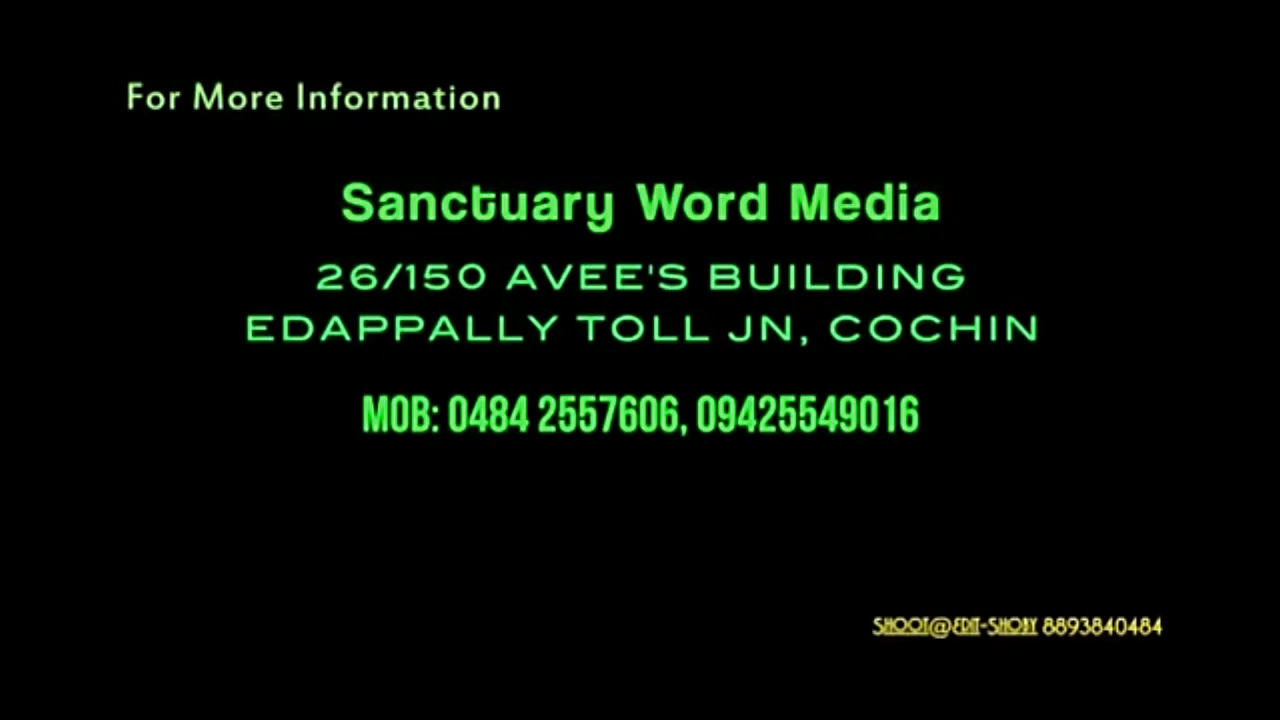 For More Information
Sanctuary Word Media
26/150 AVEE'S BUILDING
EDAPPALLY TOLL JN, COCHIN
MOB: 0484 2557606, 09425549016
SHOOT@EDIT-SHOBY 8893840484